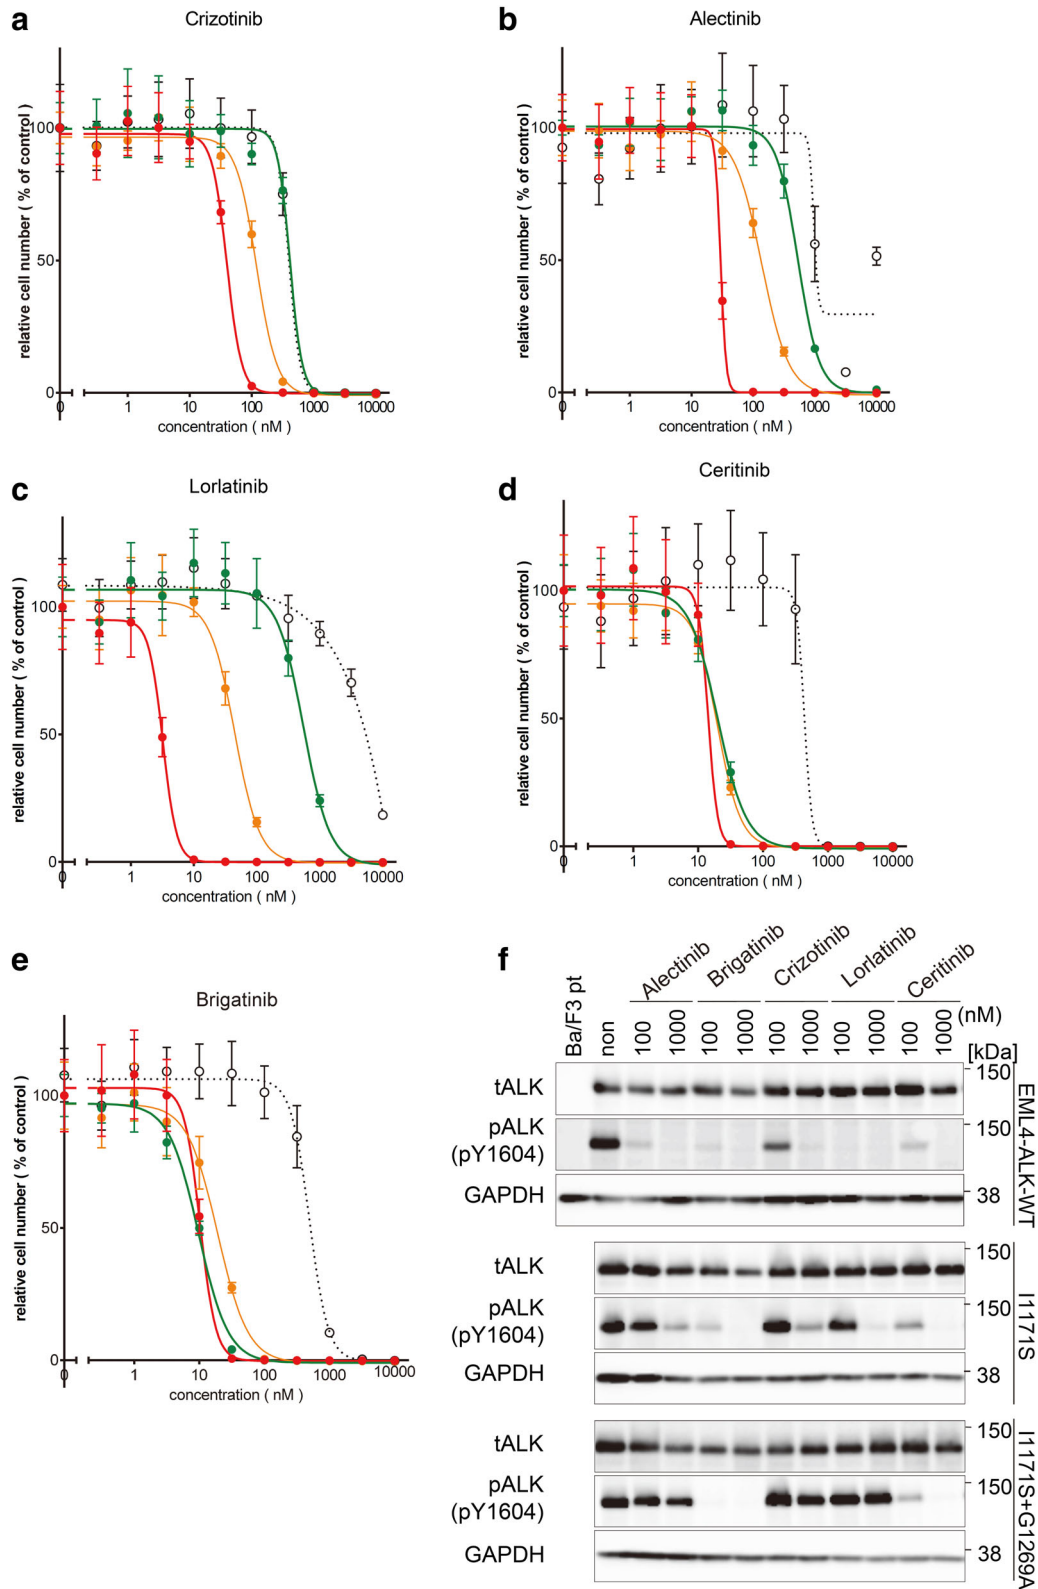 a
Crizotinib
relative cell number ( % of control )
100
50
0
0 1 10 100 1000 10000
concentration ( nM )
b
Alectinib
relative cell number ( % of control )
100
50
0
0 1 10 100 1000 10000
concentration ( nM )
c
Lorlatinib
relative cell number ( % of control )
100
50
0
0 1 10 100 1000 10000
concentration ( nM )
d
Ceritinib
relative cell number ( % of control )
100
50
0
0 1 10 100 1000 10000
concentration ( nM )
e
Brigatinib
relative cell number ( % of control)
100
50
0
0 1 10 100 1000 10000
concentration ( nM )
f
Alectinib Brigatinib Crizotinib Lorlatinib Ceritinib
Ba/F3 pt non 100 1000 100 1000 100 1000 100 1000 100 1000 (nM)
[kDa]
tALK 150
pALK 150
(pY1604)
GAPDH 38
EML4-ALK-WT
tALK 150
pALK 150
(pY1604)
GAPDH 38
I1171S
tALK 150
pALK 150
(pY1604)
GAPDH 38
I1171S+G1269A